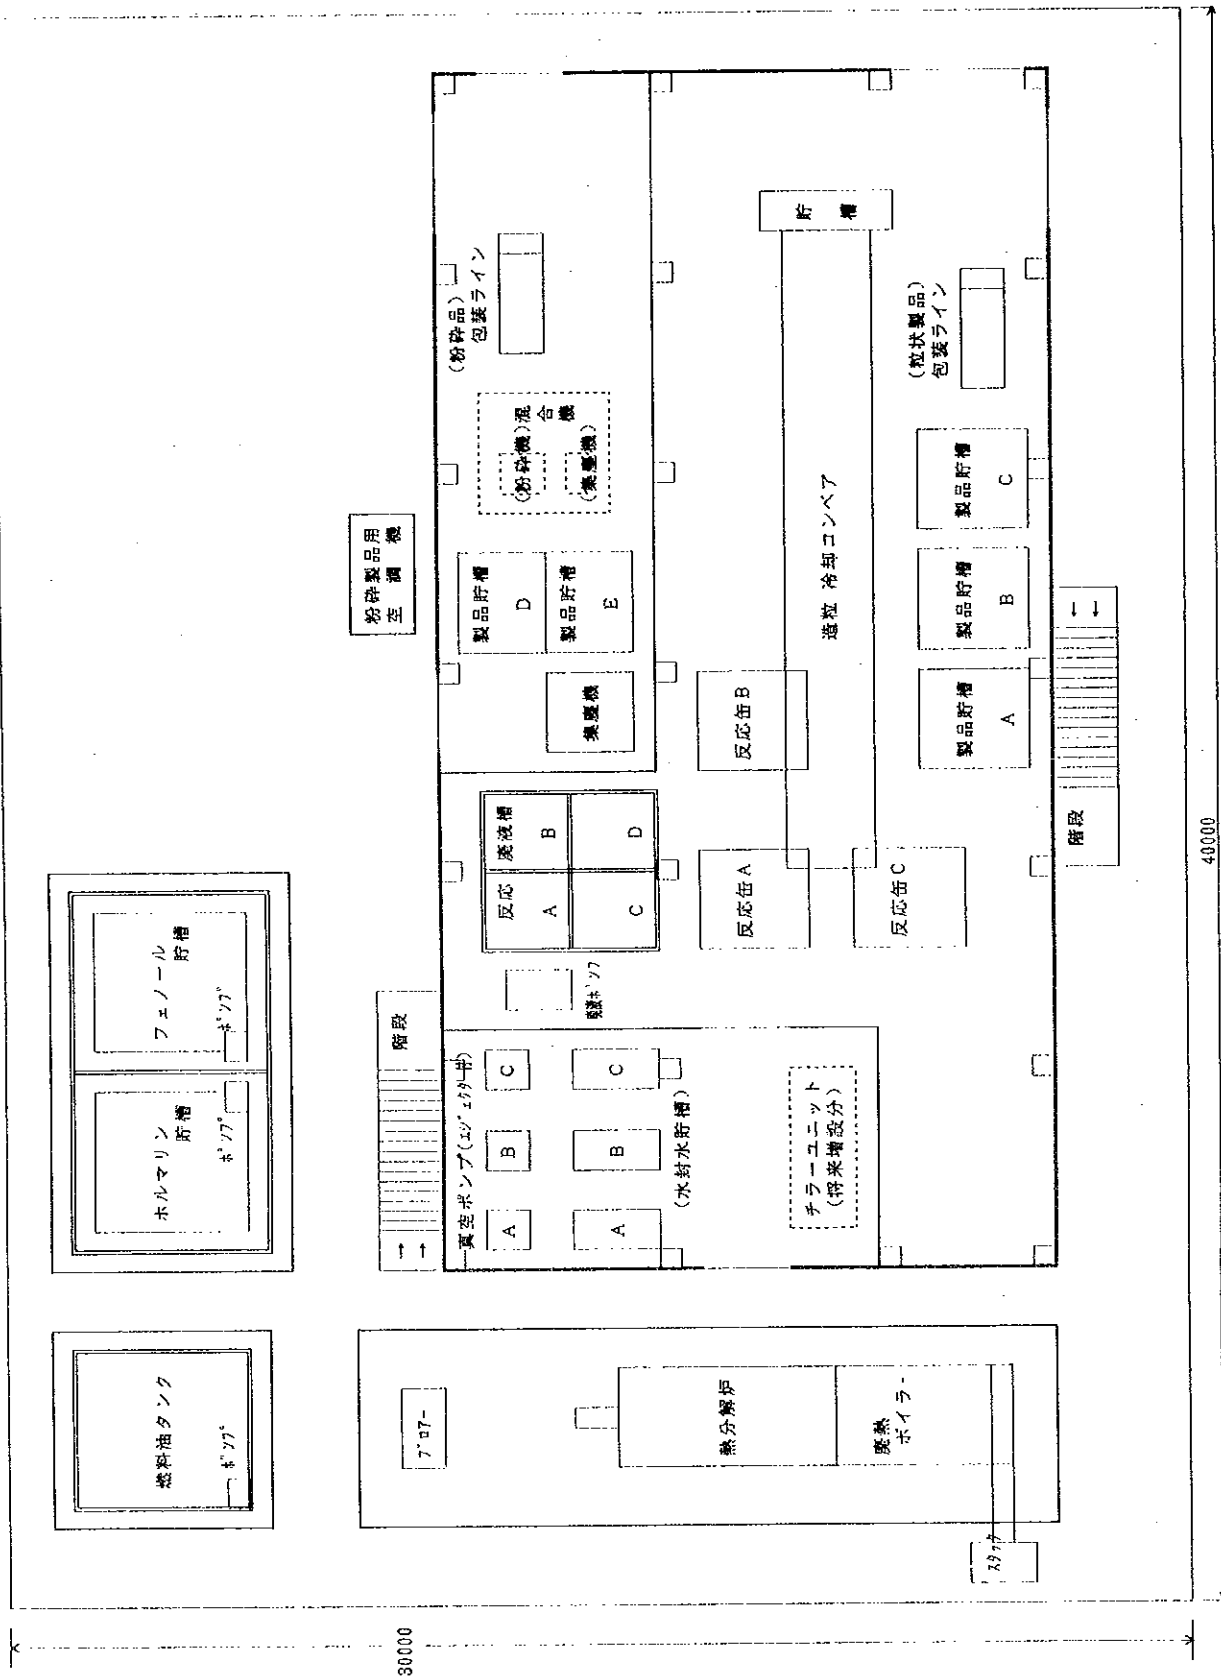 燃料油タンク
ポンプ
ホルマリン
貯槽
ポンプ
フェノール
貯槽
ポンプ
ブロアー
熱分解炉
廃熱
ボイラー
スタック
階段
→
→
真空ポンプ(エジェクター付)
A
B
C
A
B
C
(水封水貯槽)
チラーユニット
(将来増設分)
廃液ポンプ
反応 廃液槽
A
B
C
D
集塵機
製品貯槽
D
製品貯槽
E
粉砕製品用
空調機
(粉砕機)混合機
(集塵機)
(粉砕品)
包装ライン
反応缶A
反応缶B
反応缶C
造粒 冷却コンベア
貯槽
製品貯槽
A
製品貯槽
B
製品貯槽
C
(粒状製品)
包装ライン
階段
→
→
30000
40000